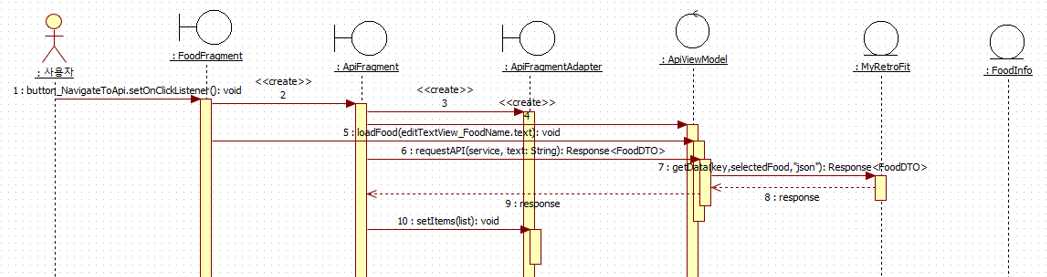 : 사용자
: FoodFragment
: ApiFragment
: ApiFragmentAdapter
: ApiViewModel
: MyRetroFit
: FoodInfo
1 : button_NavigateToApi.setOnClickListener(): void
<<create>>
2
<<create>>
3
<<create>>
4
5 : loadFood(editTextView_FoodName.text): void
6 : requestAPI(service, text: String): Response<FoodDTO>
7 : getData(key,selectedFood,"json"): Response<FoodDTO>
8 : response
9 : response
10 : setItems(list): void